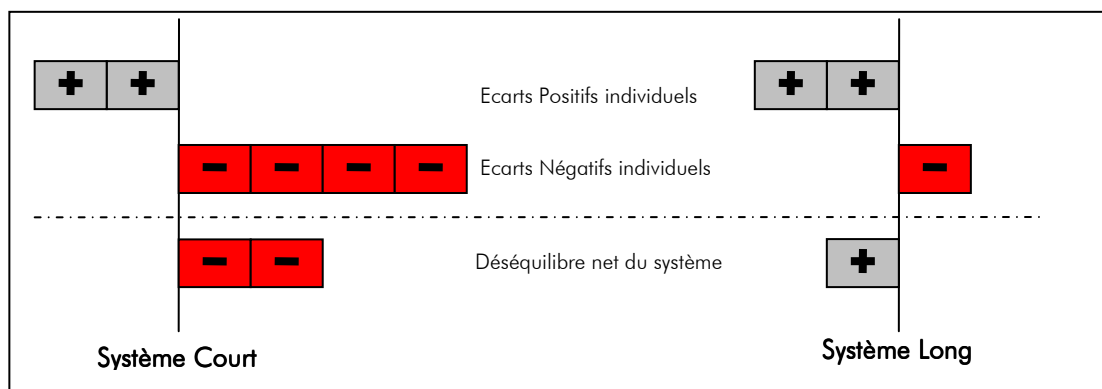 + +
Ecarts Positifs individuels
+ +
- - - -
Ecarts Négatifs individuels
-
- -
Déséquilibre net du système
+
Système Court
Système Long